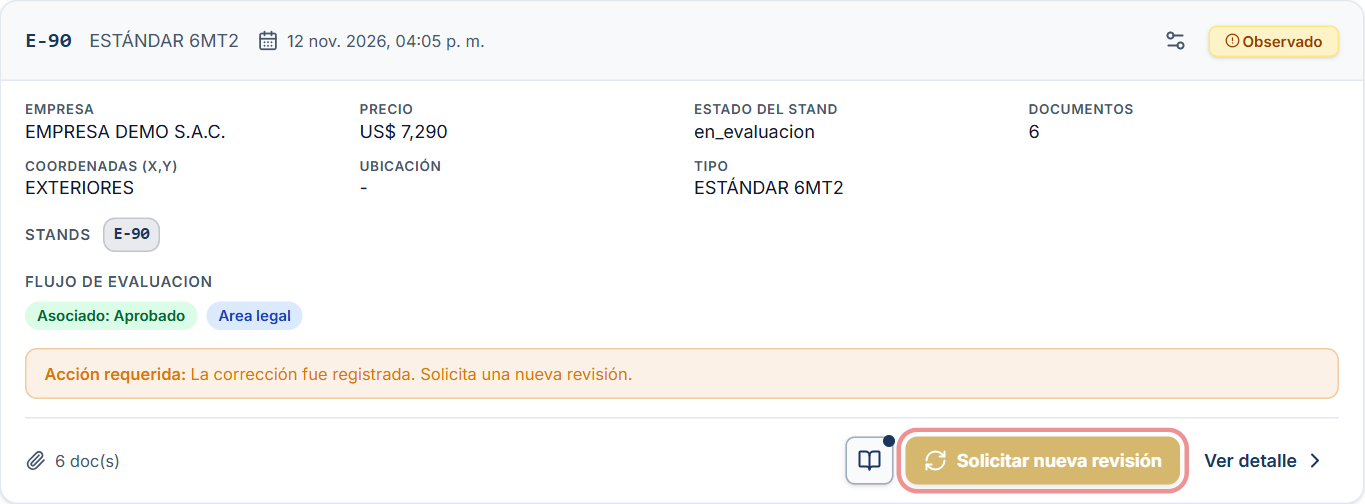 E-90 ESTÁNDAR 6MT2 12 nov. 2026, 04:05 p. m. Observado
EMPRESA PRECIO ESTADO DEL STAND DOCUMENTOS
EMPRESA DEMO S.A.C. US$ 7,290 en_evaluacion 6
COORDENADAS (X,Y) UBICACIÓN TIPO
EXTERIORES - ESTÁNDAR 6MT2
STANDS E-90
FLUJO DE EVALUACION
Asociado: Aprobado Area legal
Acción requerida: La corrección fue registrada. Solicita una nueva revisión.
6 doc(s) Solicitar nueva revisión Ver detalle